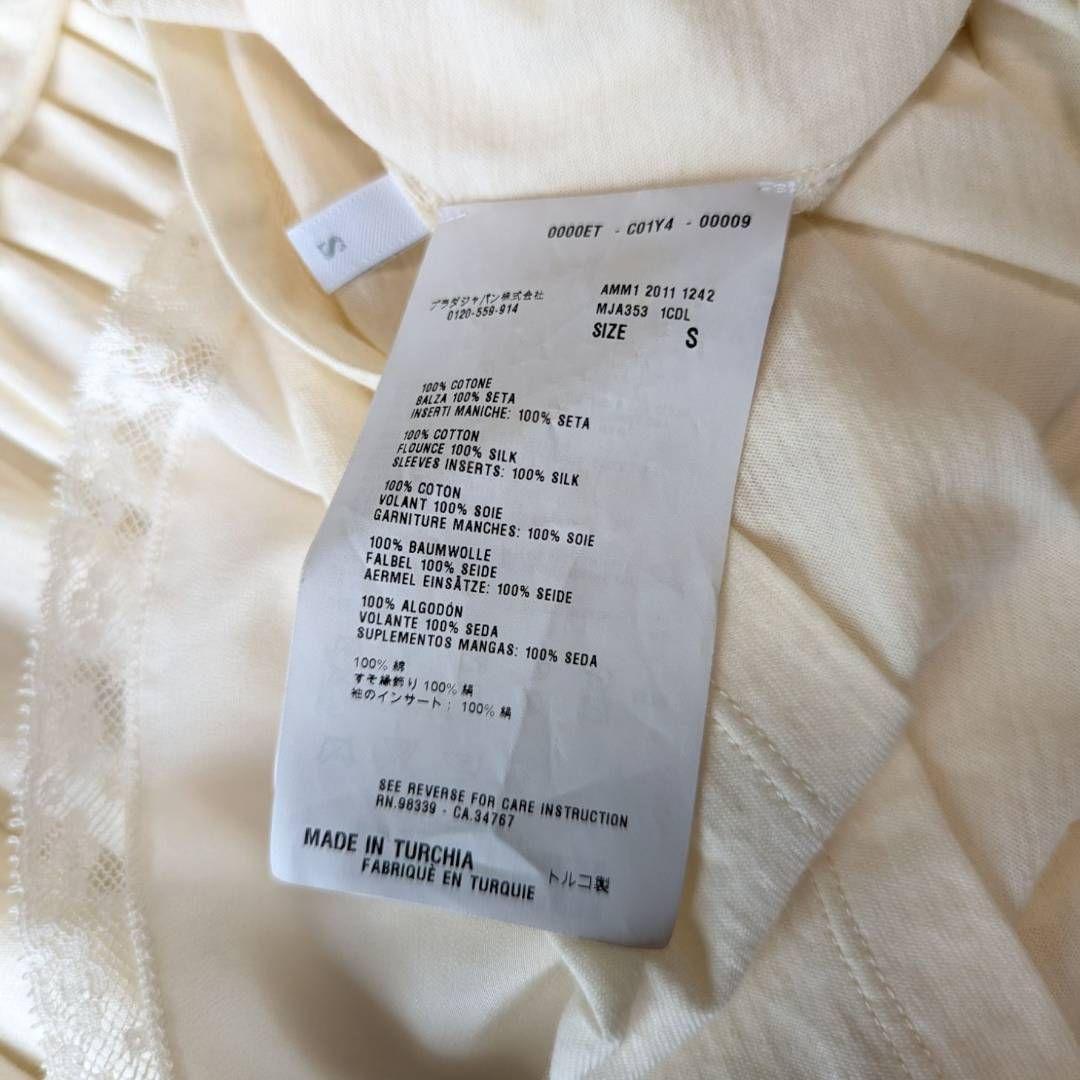 S
0000ET - C01Y4 - 00009
プラダジャパン株式会社
0120-559-914
AMM1 2011 1242
MJA353 1CDL
SIZE S
100% COTONE
BALZA 100% SETA
INSERTI MANICHE: 100% SETA
100% COTTON
FLOUNCE 100% SILK
SLEEVES INSERTS: 100% SILK
100% COTON
VOLANT 100% SOIE
GARNITURE MANCHES: 100% SOIE
100% BAUMWOLLE
FALBEL 100% SEIDE
AERMEL EINSÄTZE: 100% SEIDE
100% ALGODÓN
VOLANTE 100% SEDA
SUPLEMENTOS MANGAS: 100% SEDA
100% 綿
すそ縁飾り 100% 絹
袖のインサート: 100% 絹
SEE REVERSE FOR CARE INSTRUCTION
RN.98339 - CA.34767
MADE IN TURCHIA
FABRIQUÈ EN TURQUIE
トルコ製